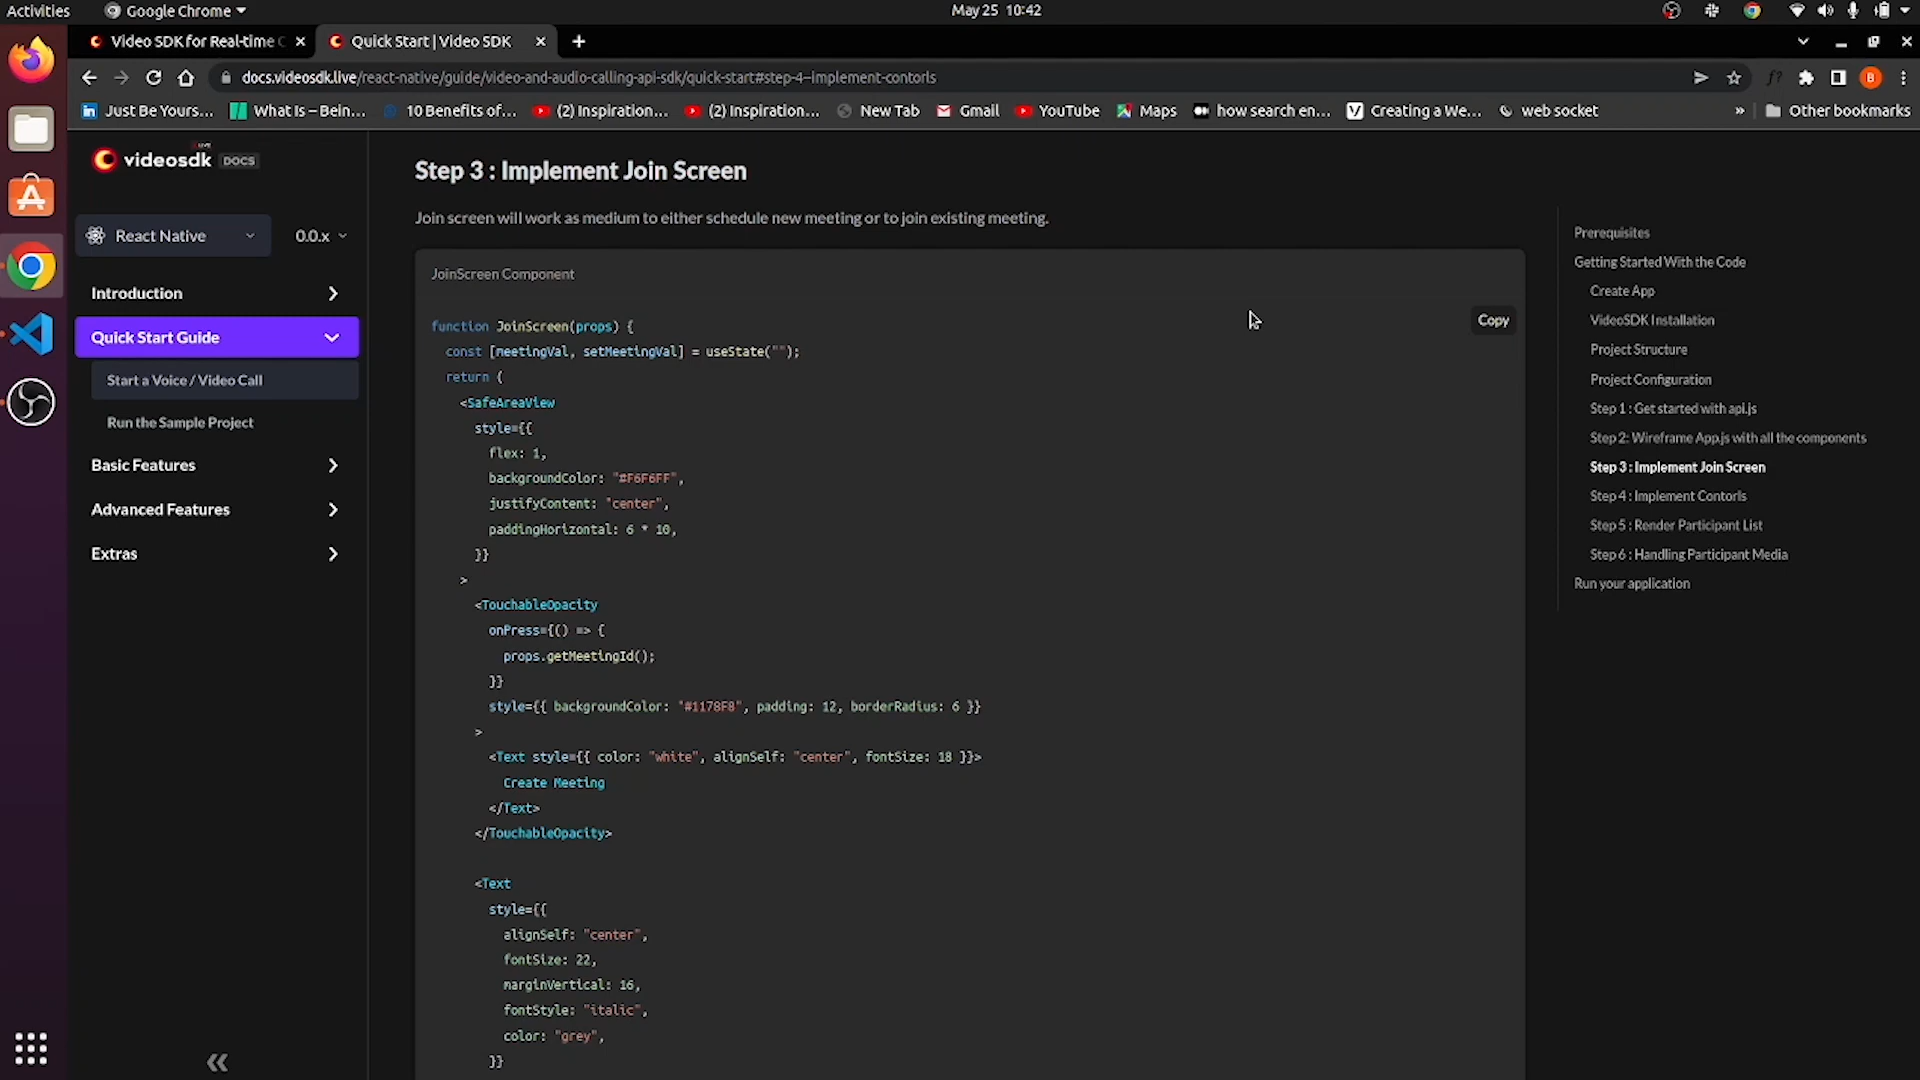 Activities
Google Chrome
May 25 10:42
Video SDK for Real-time C
Quick Start | Video SDK
docs.videosdk.live/react-native/guide/video-and-audio-calling-api-sdk/quick-start#step-4--implement-contorls
B
Just Be Yours...
What Is – Bein...
10 Benefits of...
(2) Inspiration...
(2) Inspiration...
New Tab
Gmail
YouTube
Maps
how search en...
Creating a We...
web socket
»
Other bookmarks
LIVE
videosdk DOCS
React Native
0.0.x
Introduction
Quick Start Guide
Start a Voice / Video Call
Run the Sample Project
Basic Features
Advanced Features
Extras
Step 3 : Implement Join Screen
Join screen will work as medium to either schedule new meeting or to join existing meeting.
JoinScreen Component
Copy
function JoinScreen(props) {
const [meetingVal, setMeetingVal] = useState("");
return (
<SafeAreaView
style={{
flex: 1,
backgroundColor: "#F6F6FF",
justifyContent: "center",
paddingHorizontal: 6 * 10,
}}
>
<TouchableOpacity
onPress={() => {
props.getMeetingId();
}}
style={{ backgroundColor: "#1178F8", padding: 12, borderRadius: 6 }}
>
<Text style={{ color: "white", alignSelf: "center", fontSize: 18 }}>
Create Meeting
</Text>
</TouchableOpacity>
<Text
style={{
alignSelf: "center",
fontSize: 22,
marginVertical: 16,
fontStyle: "italic",
color: "grey",
}}
Prerequisites
Getting Started With the Code
Create App
VideoSDK Installation
Project Structure
Project Configuration
Step 1 : Get started with api.js
Step 2: Wireframe App.js with all the components
Step 3 : Implement Join Screen
Step 4 : Implement Contorls
Step 5 : Render Participant List
Step 6 : Handling Participant Media
Run your application